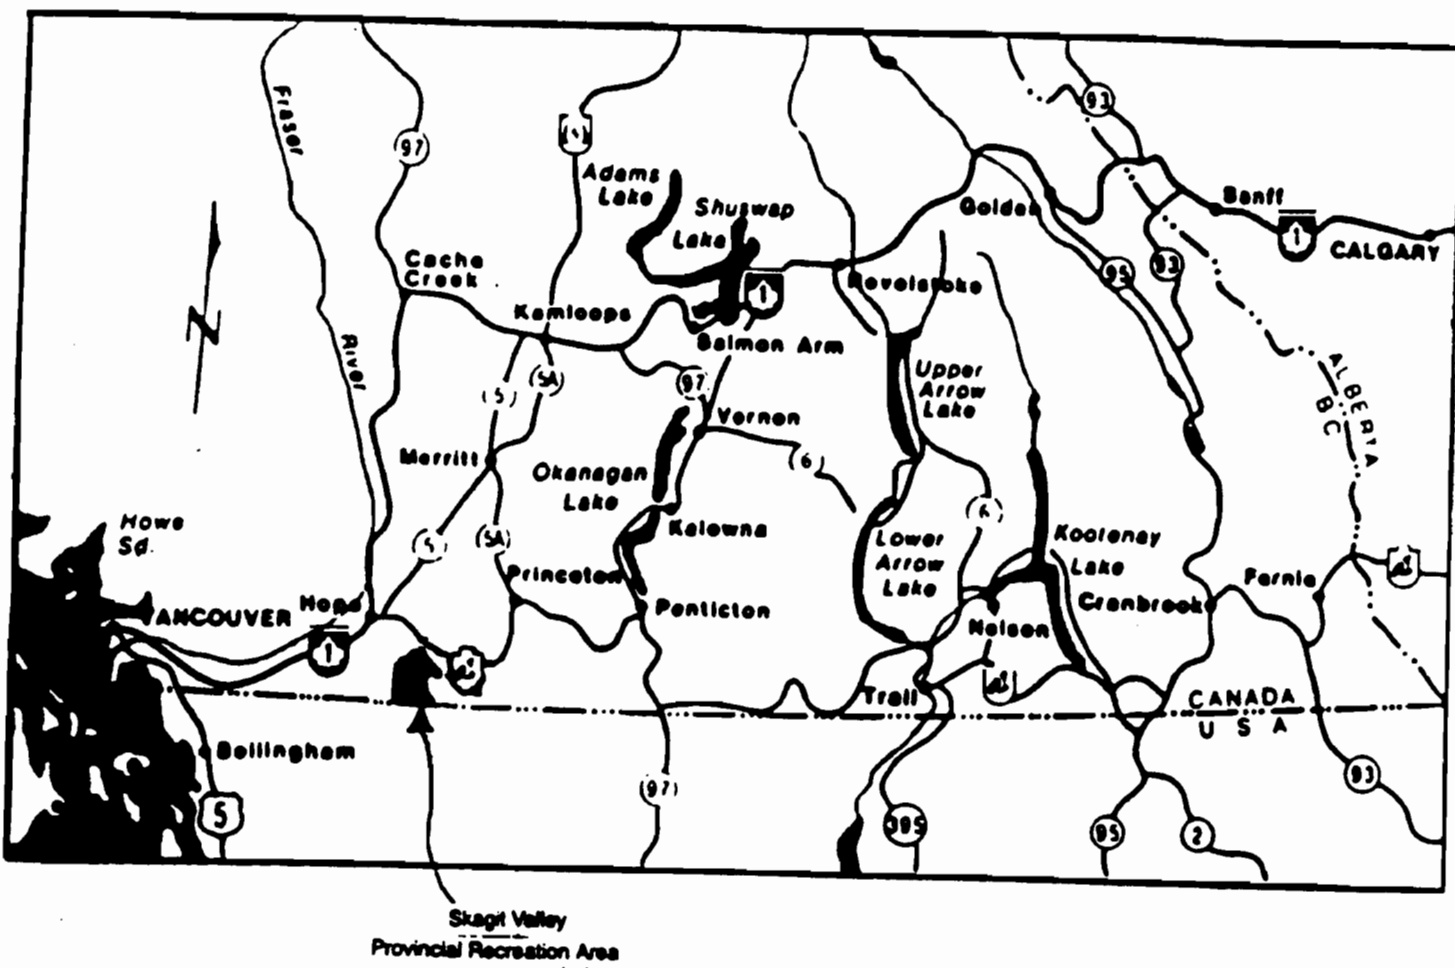 93
Fraser
97
5
Adams
Lake
Shuswap
Lake
Golden
Banff
1
CALGARY
95
93
N
Cache
Creek
1
Revelstoke
Kamloops
River
Salmon Arm
Upper
Arrow
Lake
ALBERTA
BC
5
5A
97
Vernon
Merritt
6
Okanagan
Lake
Howe
Sd.
5
5A
Kelowna
Lower
Arrow
Lake
6
Kootenay
Lake
Princeton
Fernie
VANCOUVER
Hope
Penticton
Cranbrook
1
Nelson
Trail
CANADA
U S A
Bellingham
5
97
395
95
2
93
Skagit Valley
Provincial Recreation Area